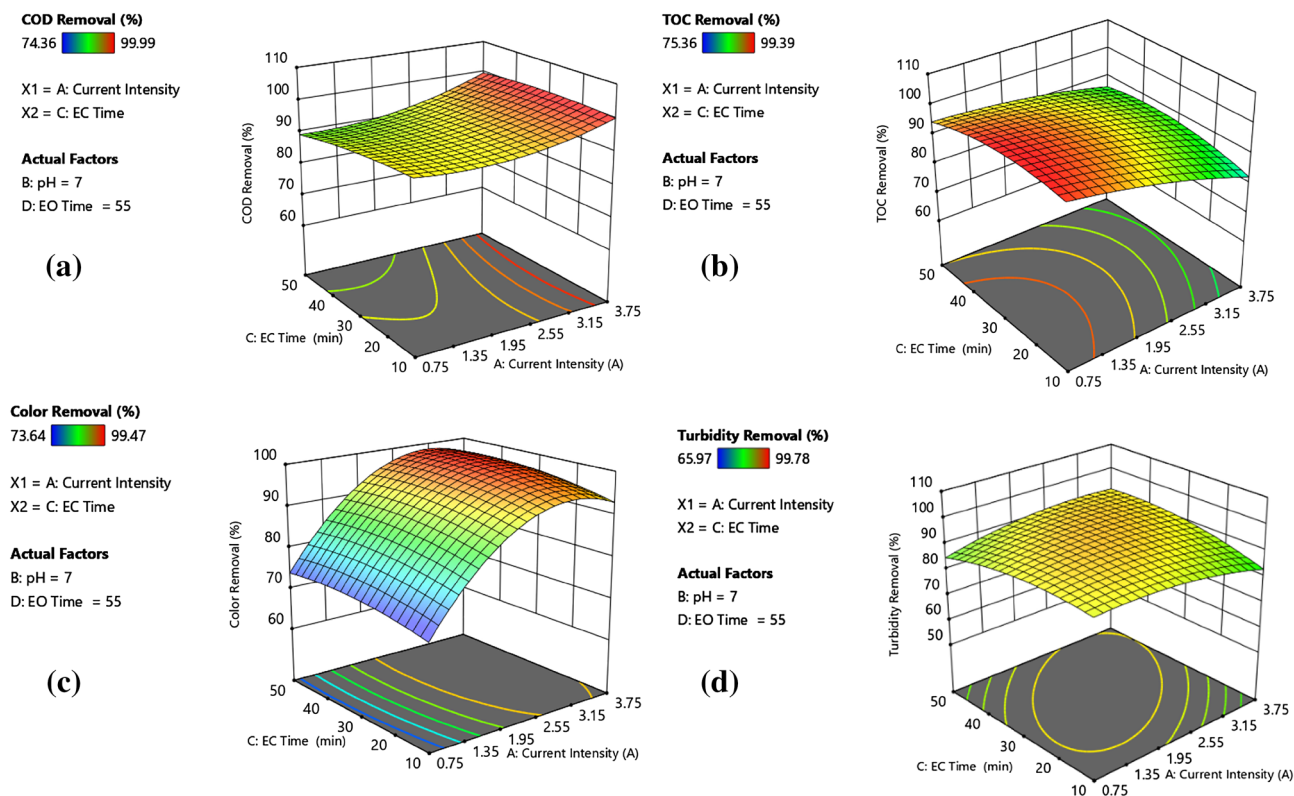 (a)
COD Removal (%)
74.36 99.99
X1 = A: Current Intensity
X2 = C: EC Time
Actual Factors
B: pH = 7
D: EO Time = 55
COD Removal (%)
110
100
90
80
70
60
50
40
30
20
10
C: EC Time (min)
0.75
1.35
1.95
2.55
3.15
3.75
A: Current Intensity (A)
(b)
TOC Removal (%)
75.36 99.39
X1 = A: Current Intensity
X2 = C: EC Time
Actual Factors
B: pH = 7
D: EO Time = 55
TOC Removal (%)
110
100
90
80
70
60
50
40
30
20
10
C: EC Time (min)
0.75
1.35
1.95
2.55
3.15
3.75
A: Current Intensity (A)
(c)
Color Removal (%)
73.64 99.47
X1 = A: Current Intensity
X2 = C: EC Time
Actual Factors
B: pH = 7
D: EO Time = 55
Color Removal (%)
100
90
80
70
60
50
40
30
20
10
C: EC Time (min)
0.75
1.35
1.95
2.55
3.15
3.75
A: Current Intensity (A)
(d)
Turbidity Removal (%)
65.97 99.78
X1 = A: Current Intensity
X2 = C: EC Time
Actual Factors
B: pH = 7
D: EO Time = 55
Turbidity Removal (%)
110
100
90
80
70
60
50
50
40
30
20
10
C: EC Time (min)
0.75
1.35
1.95
2.55
3.15
3.75
A: Current Intensity (A)